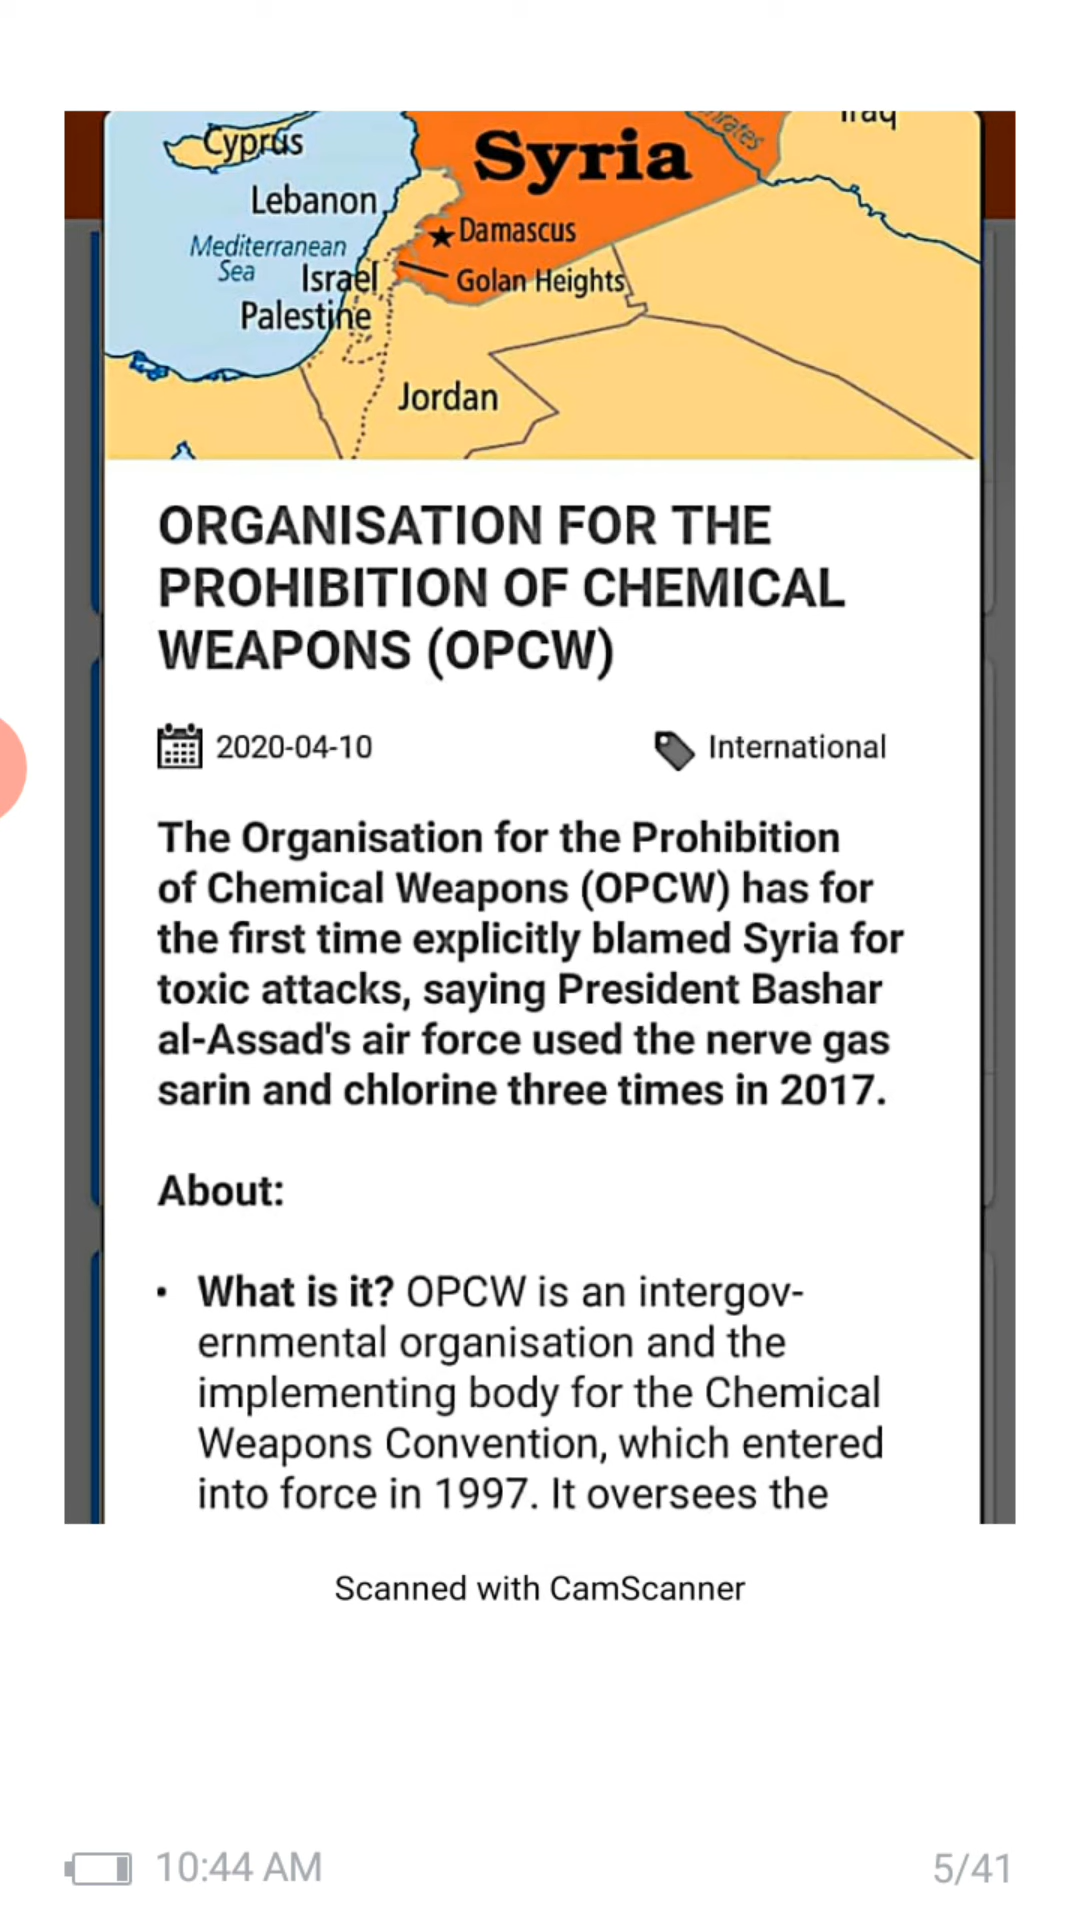 Cyprus
Iraq
Syria
Lebanon
Damascus
Mediterranean
Sea
Israel
Golan Heights
Palestine
Jordan
ORGANISATION FOR THE
PROHIBITION OF CHEMICAL
WEAPONS (OPCW)
2020-04-10
International
The Organisation for the Prohibition
of Chemical Weapons (OPCW) has for
the first time explicitly blamed Syria for
toxic attacks, saying President Bashar
al-Assad's air force used the nerve gas
sarin and chlorine three times in 2017.
About:
• What is it? OPCW is an intergov-
ernmental organisation and the
implementing body for the Chemical
Weapons Convention, which entered
into force in 1997. It oversees the
Scanned with CamScanner
10:44 AM
5/41